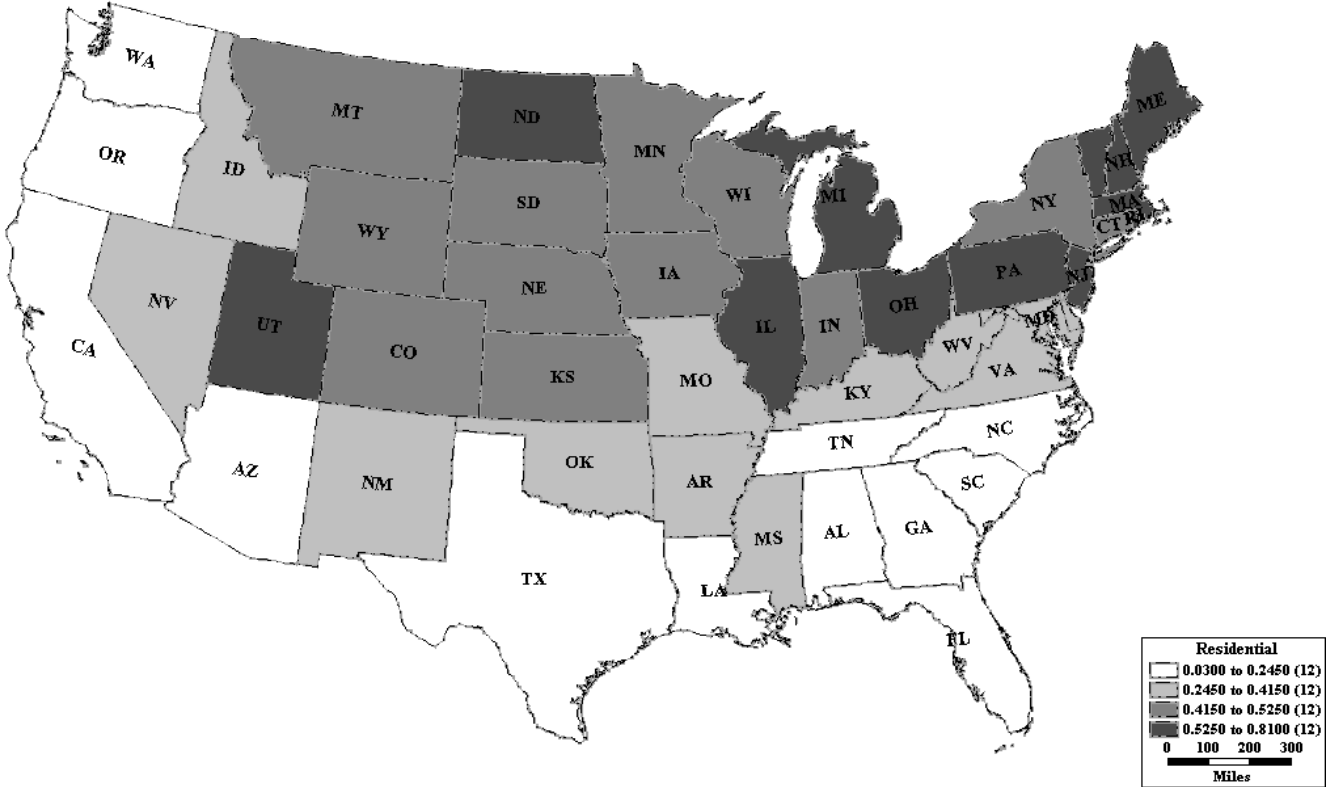 WA
ME
MT
ND
MN
OR
ID
NH
MI
WI
NY
SD
MA
CT
RI
WY
IA
PA
NJ
NE
NV
UT
IL
IN
OH
MD
CA
CO
WV
KS
MO
VA
KY
TN
NC
AZ
NM
OK
AR
SC
MS
AL
GA
TX
LA
FL
Residential
0.0300 to 0.2450 (12)
0.2450 to 0.4150 (12)
0.4150 to 0.5250 (12)
0.5250 to 0.8100 (12)
0 100 200 300
Miles